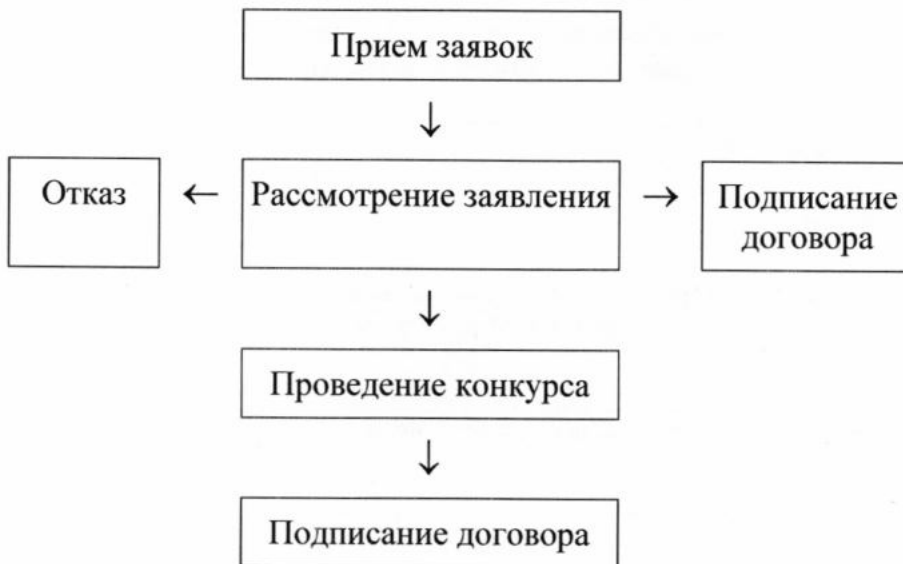 Прием заявок
↓
Отказ ← Рассмотрение заявления → Подписание
договора
↓
Проведение конкурса
↓
Подписание договора